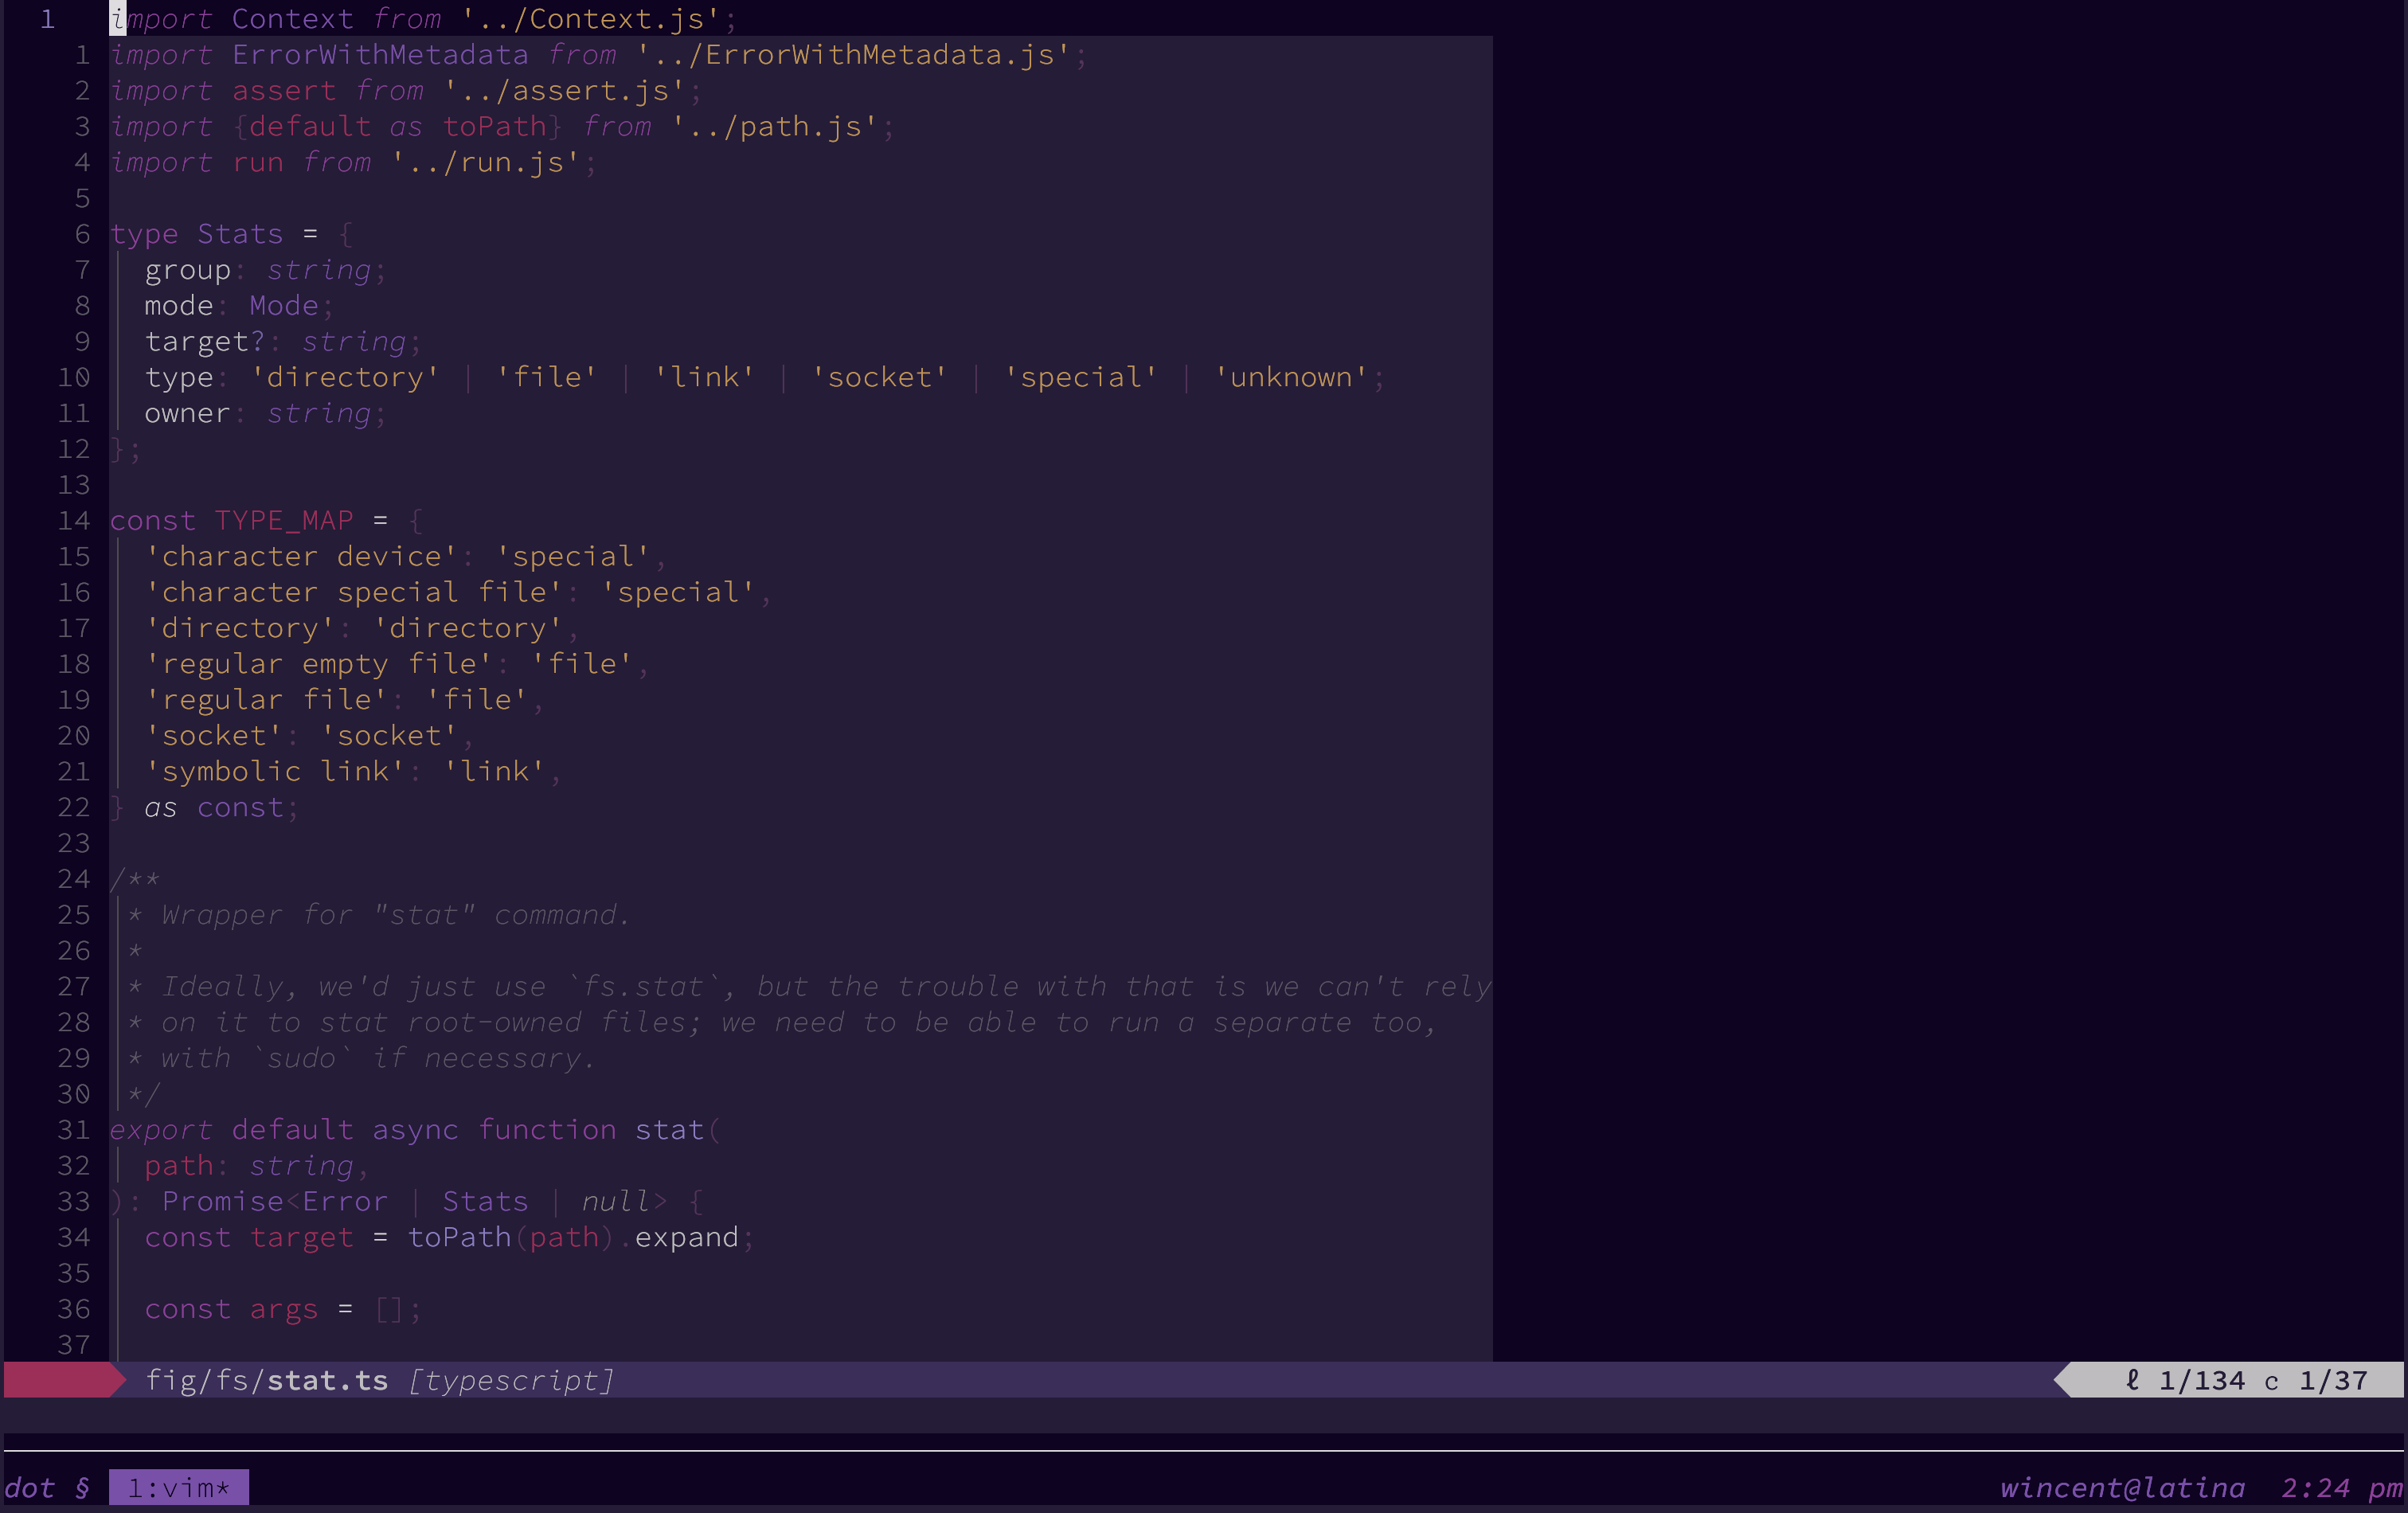 1 import Context from '../Context.js';
1 import ErrorWithMetadata from '../ErrorWithMetadata.js';
2 import assert from '../assert.js';
3 import {default as toPath} from '../path.js';
4 import run from '../run.js';
5
6 type Stats = {
7   group: string;
8   mode: Mode;
9   target?: string;
10   type: 'directory' | 'file' | 'link' | 'socket' | 'special' | 'unknown';
11   owner: string;
12 };
13
14 const TYPE_MAP = {
15   'character device': 'special',
16   'character special file': 'special',
17   'directory': 'directory',
18   'regular empty file': 'file',
19   'regular file': 'file',
20   'socket': 'socket',
21   'symbolic link': 'link',
22 } as const;
23
24 /**
25  * Wrapper for "stat" command.
26  *
27  * Ideally, we'd just use `fs.stat`, but the trouble with that is we can't rely
28  * on it to stat root-owned files; we need to be able to run a separate too,
29  * with `sudo` if necessary.
30  */
31 export default async function stat(
32   path: string,
33 ): Promise<Error | Stats | null> {
34   const target = toPath(path).expand;
35
36   const args = [];
37
fig/fs/stat.ts [typescript] ℓ 1/134 c 1/37
dot § 1:vim* wincent@latina 2:24 pm